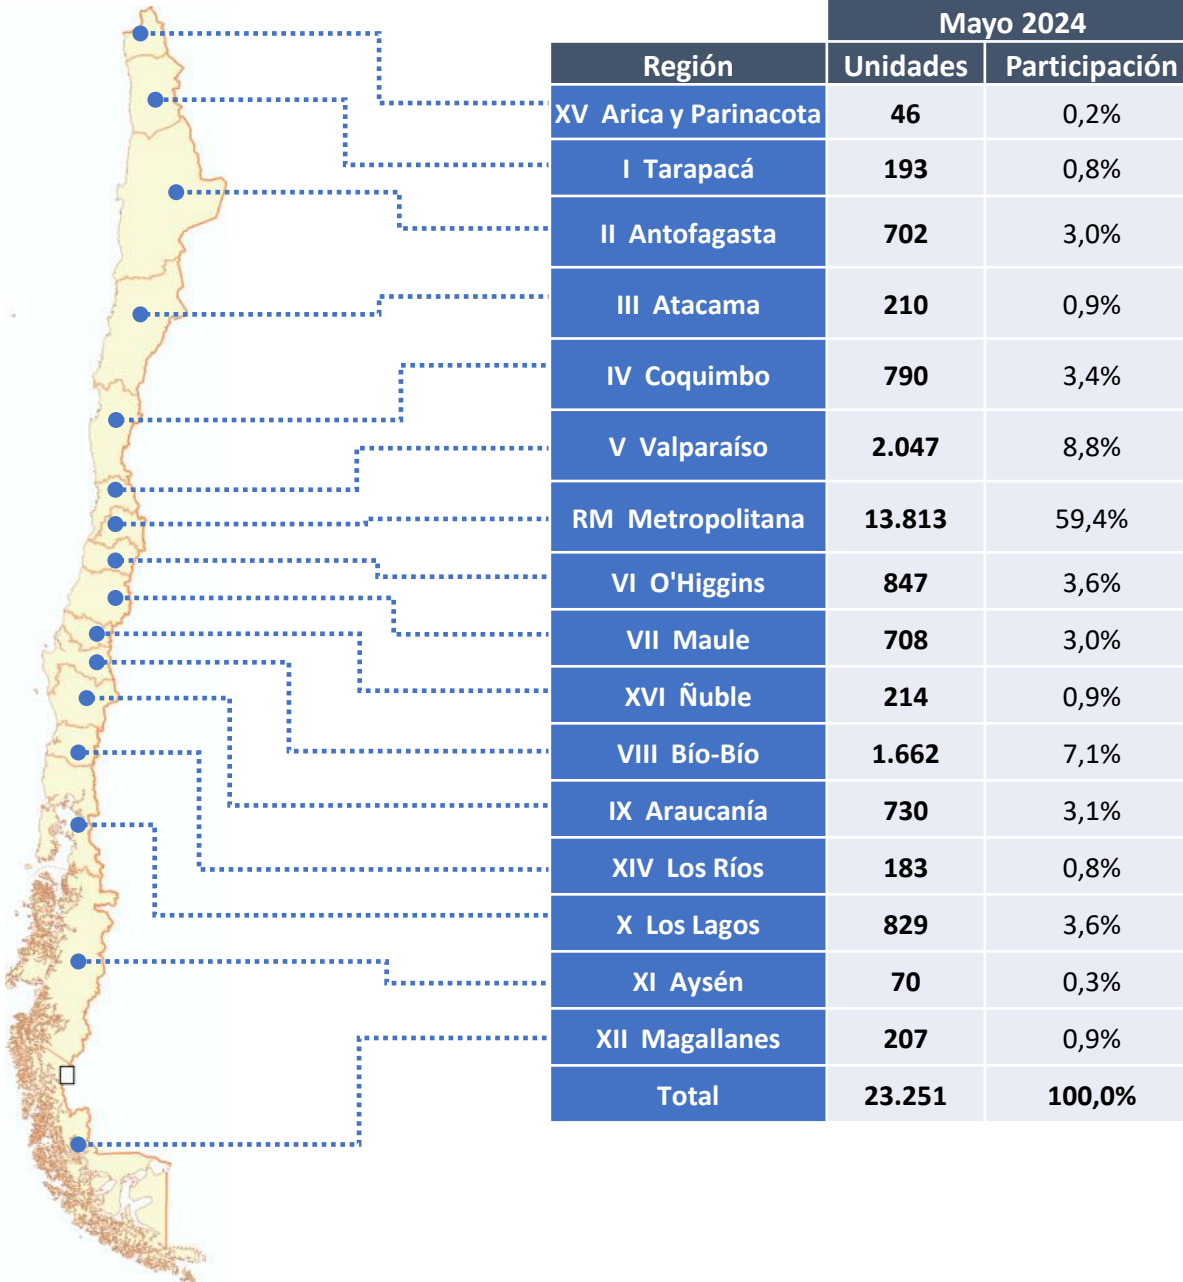 Mayo 2024
Región Unidades Participación
XV Arica y Parinacota 46 0,2%
I Tarapacá 193 0,8%
II Antofagasta 702 3,0%
III Atacama 210 0,9%
IV Coquimbo 790 3,4%
V Valparaíso 2.047 8,8%
RM Metropolitana 13.813 59,4%
VI O'Higgins 847 3,6%
VII Maule 708 3,0%
XVI Ñuble 214 0,9%
VIII Bío-Bío 1.662 7,1%
IX Araucanía 730 3,1%
XIV Los Ríos 183 0,8%
X Los Lagos 829 3,6%
XI Aysén 70 0,3%
XII Magallanes 207 0,9%
Total 23.251 100,0%